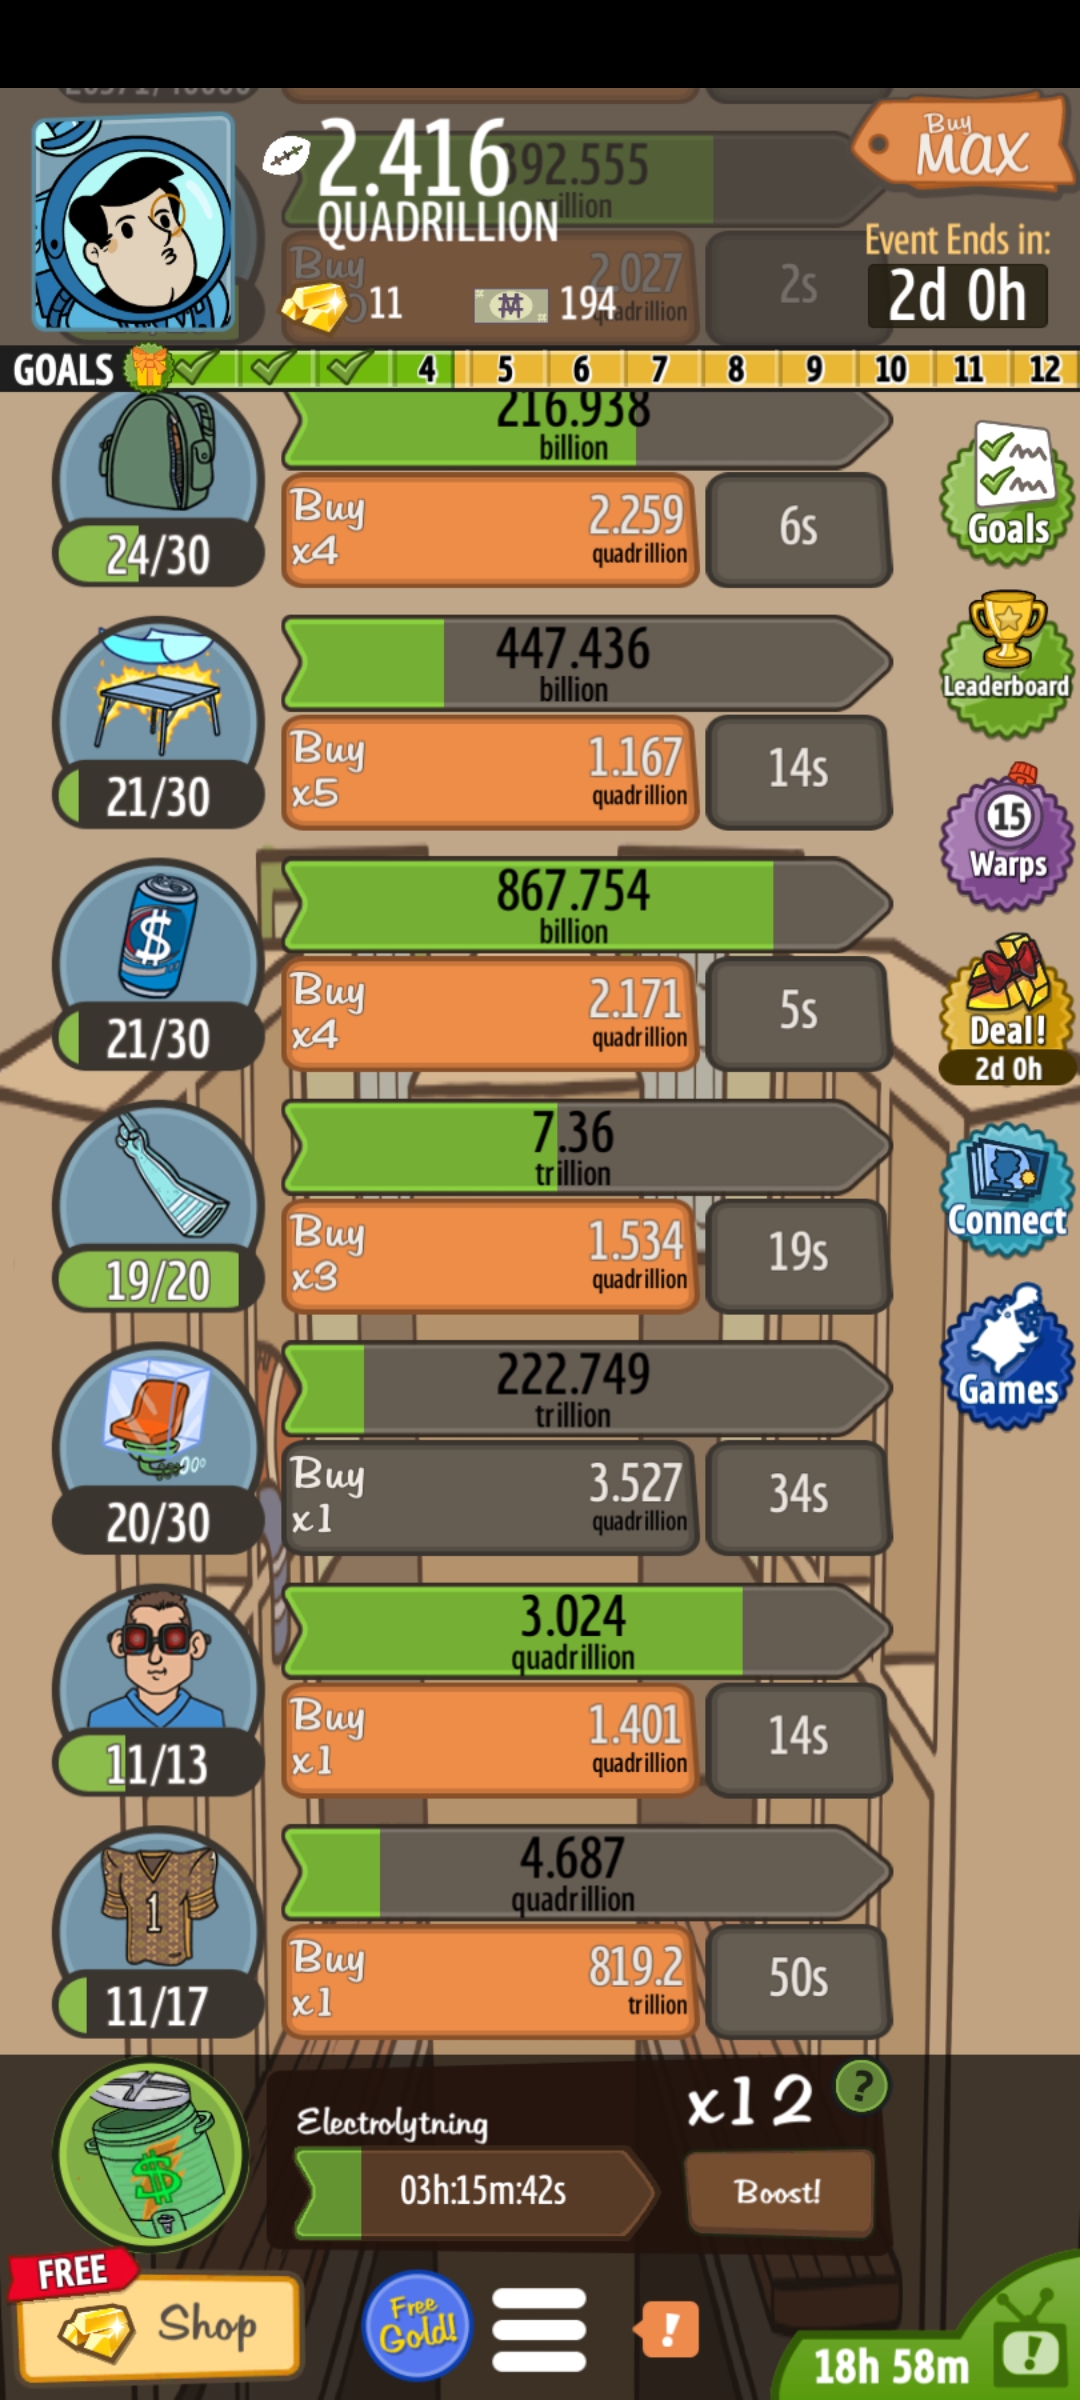 2.416
QUADRILLION
11
194
Buy
MAX
Event Ends in:
2d 0h
392.555
Buy
2.027
quadrillion
2s
GOALS 4 5 6 7 8 9 10 11 12
216.938
billion
Buy
x4
2.259
quadrillion
6s
24/30
Goals
447.436
billion
Buy
x5
1.167
quadrillion
14s
21/30
Leaderboard
867.754
billion
Buy
x4
2.171
quadrillion
5s
21/30
15
Warps
Deal!
2d 0h
7.36
trillion
Buy
x3
1.534
quadrillion
19s
19/20
Connect
222.749
trillion
Buy
x1
3.527
quadrillion
34s
20/30
Games
3.024
quadrillion
Buy
x1
1.401
quadrillion
14s
11/13
4.687
quadrillion
1
Buy
x1
819.2
trillion
50s
11/17
Electrolytning
03h:15m:42s
x12
?
Boost!
FREE
Shop
Free
Gold!
!
18h 58m
!